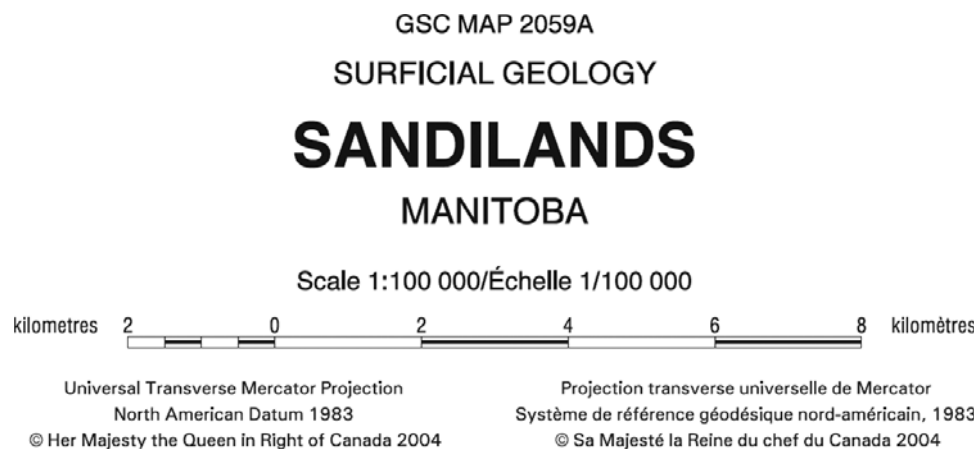 GSC MAP 2059A
SURFICIAL GEOLOGY
SANDILANDS
MANITOBA
Scale 1:100 000/Échelle 1/100 000
kilometres 2 0 2 4 6 8 kilomètres
Universal Transverse Mercator Projection
North American Datum 1983
© Her Majesty the Queen in Right of Canada 2004
Projection transverse universelle de Mercator
Système de référence géodésique nord-américain, 1983
© Sa Majesté la Reine du chef du Canada 2004